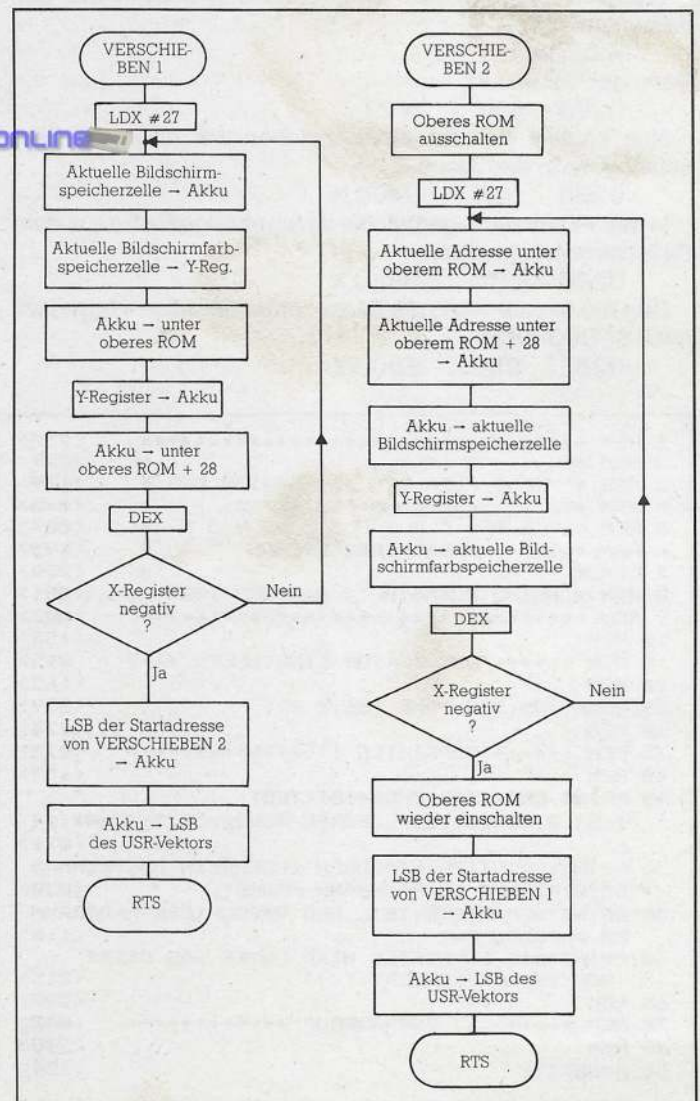 VERSCHIE-
BEN 1
LDX #27
Aktuelle Bildschirm-
speicherzelle → Akku
Aktuelle Bildschirmfarb-
speicherzelle → Y-Reg.
Akku → unter
oberes ROM
Y-Register → Akku
Akku → unter
oberes ROM + 28
DEX
X-Register
negativ
?
Nein
Ja
LSB der Startadresse
von VERSCHIEBEN 2
→ Akku
Akku → LSB
des USR-Vektors
RTS
VERSCHIE-
BEN 2
Oberes ROM
ausschalten
LDX #27
Aktuelle Adresse unter
oberem ROM → Akku
Aktuelle Adresse unter
oberem ROM + 28
→ Akku
Akku → aktuelle
Bildschirmspeicherzelle
Y-Register → Akku
Akku → aktuelle Bild-
schirmfarbspeicherzelle
DEX
X-Register
negativ
?
Nein
Ja
Oberes ROM
wieder einschalten
LSB der Startadresse
von VERSCHIEBEN 1
→ Akku
Akku → LSB des
USR-Vektors
RTS
online